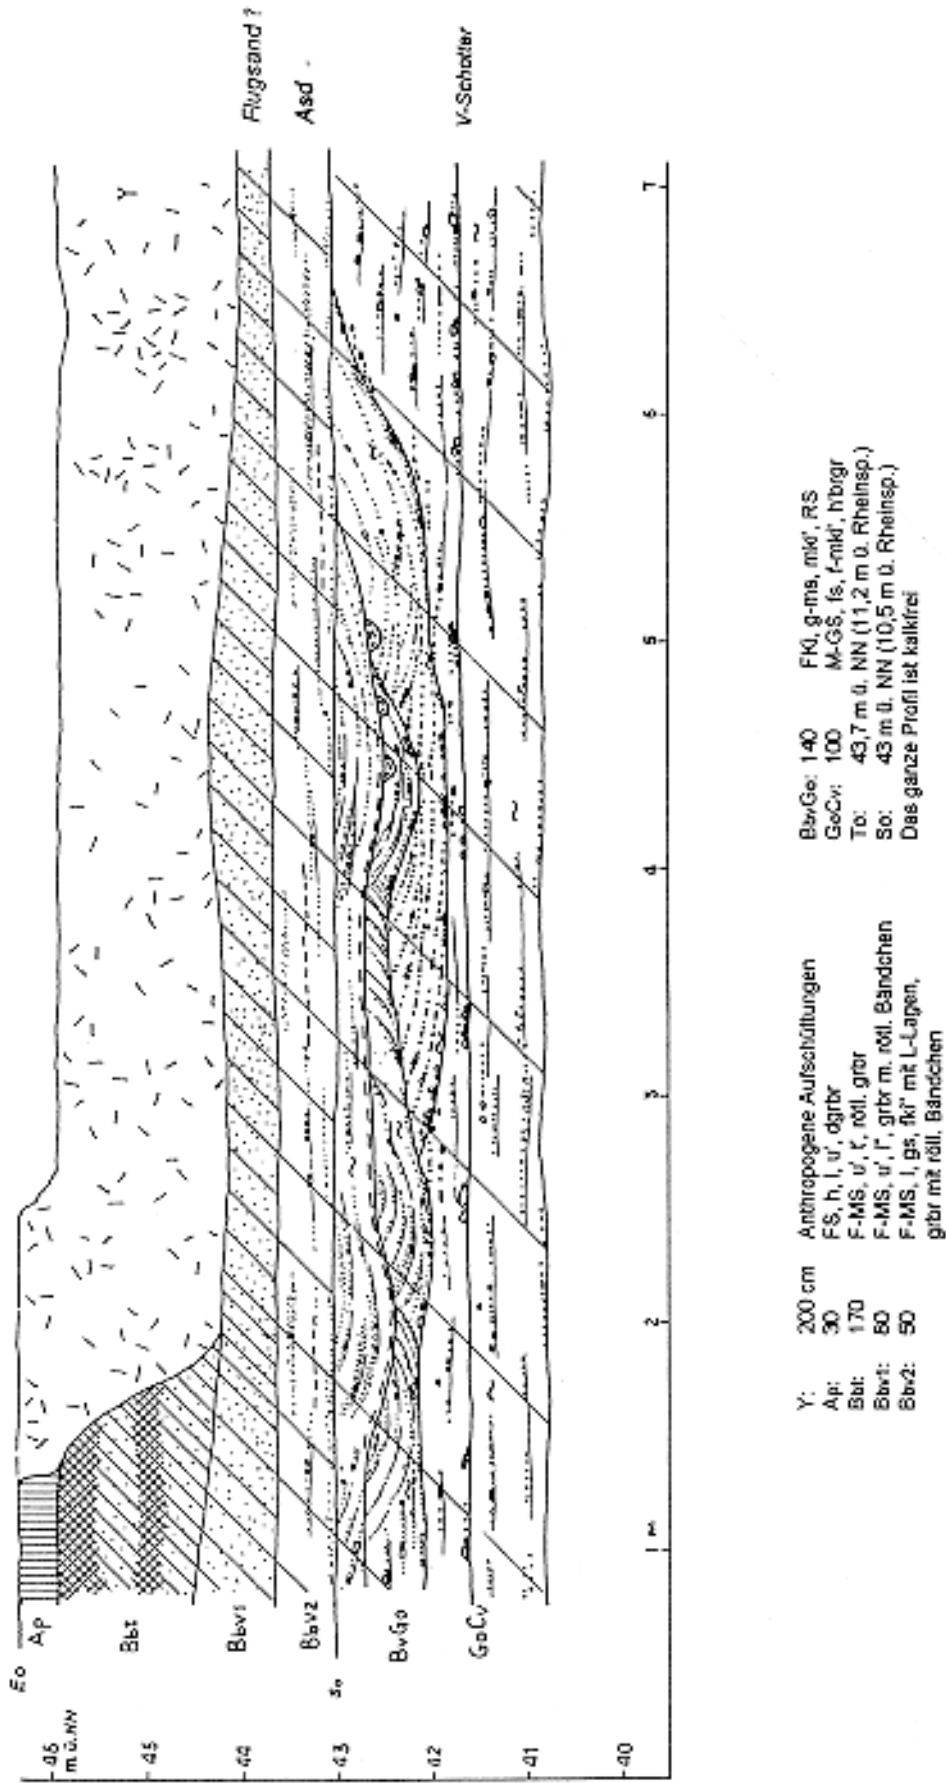 Flugsand ?
Asd -
V-Schotter
Y
Eo
Ap
Bbt
Bbv1
Bbv2
So
BvGo
GoCv
46
m.ü.NN
45
44
43
42
41
40
1 m
2
3
4
5
6
7
Y: 200 cm Anthropogene Aufschüttungen
Ap: 30 FS, h, l, u', dgrbr
Bbt: 170 F-MS, u', t', rötl. grbr
Bbv1: 80 F-MS, u', l'', grbr m. rötl. Bändchen
Bbv2: 50 F-MS, l, gs, fki'' mit L-Lagen,
grbr mit rötl. Bändchen
BbvGo: 140 FKi, g-ms, mki', RS
GoCv: 100 M-GS, fs, f-mki', h'brgr
To: 43,7 m ü. NN (11,2 m ü. Rheinsp.)
So: 43 m ü. NN (10,5 m ü. Rheinsp.)
Das ganze Profil ist kalkfrei